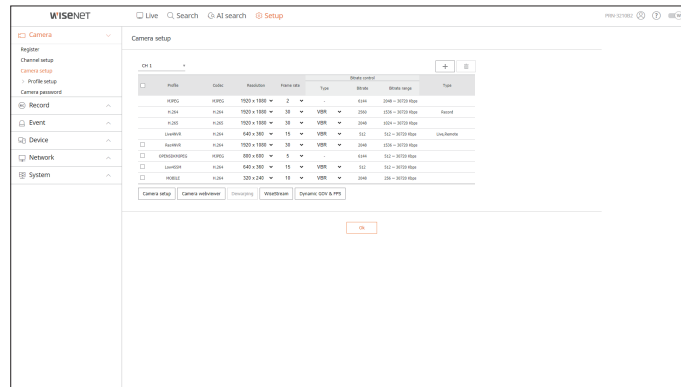 WISENET
Live Search AI search Setup
PRN-3210B2
Camera
Camera setup
Register
Channel setup
Camera setup
Profile setup
Camera password
Record
Event
Device
Network
System
CH 1
Bitrate control
Profile Codec Resolution Frame rate Type Bitrate Bitrate range Type
MJPEG MJPEG 1920 x 1080 2 - 6144 2048 ~ 30720 Kbps
H.264 H.264 1920 x 1080 30 VBR 2560 1536 ~ 30720 Kbps Record
H.265 H.265 1920 x 1080 30 VBR 2048 1024 ~ 30720 Kbps
Live4NVR H.264 640 x 360 15 VBR 512 512 ~ 30720 Kbps Live,Remote
Rec4NVR H.264 1920 x 1080 30 VBR 2048 1536 ~ 30720 Kbps
MJPEG 800 x 600 5 - 6144 512 ~ 30720 Kbps
H.264 640 x 360 15 VBR 512 512 ~ 30720 Kbps
MOBILE H.264 320 x 240 10 VBR 2048 256 ~ 30720 Kbps
Camera setup Camera webviewer Dewarping WiseStream Dynamic GOV & FPS
Ok